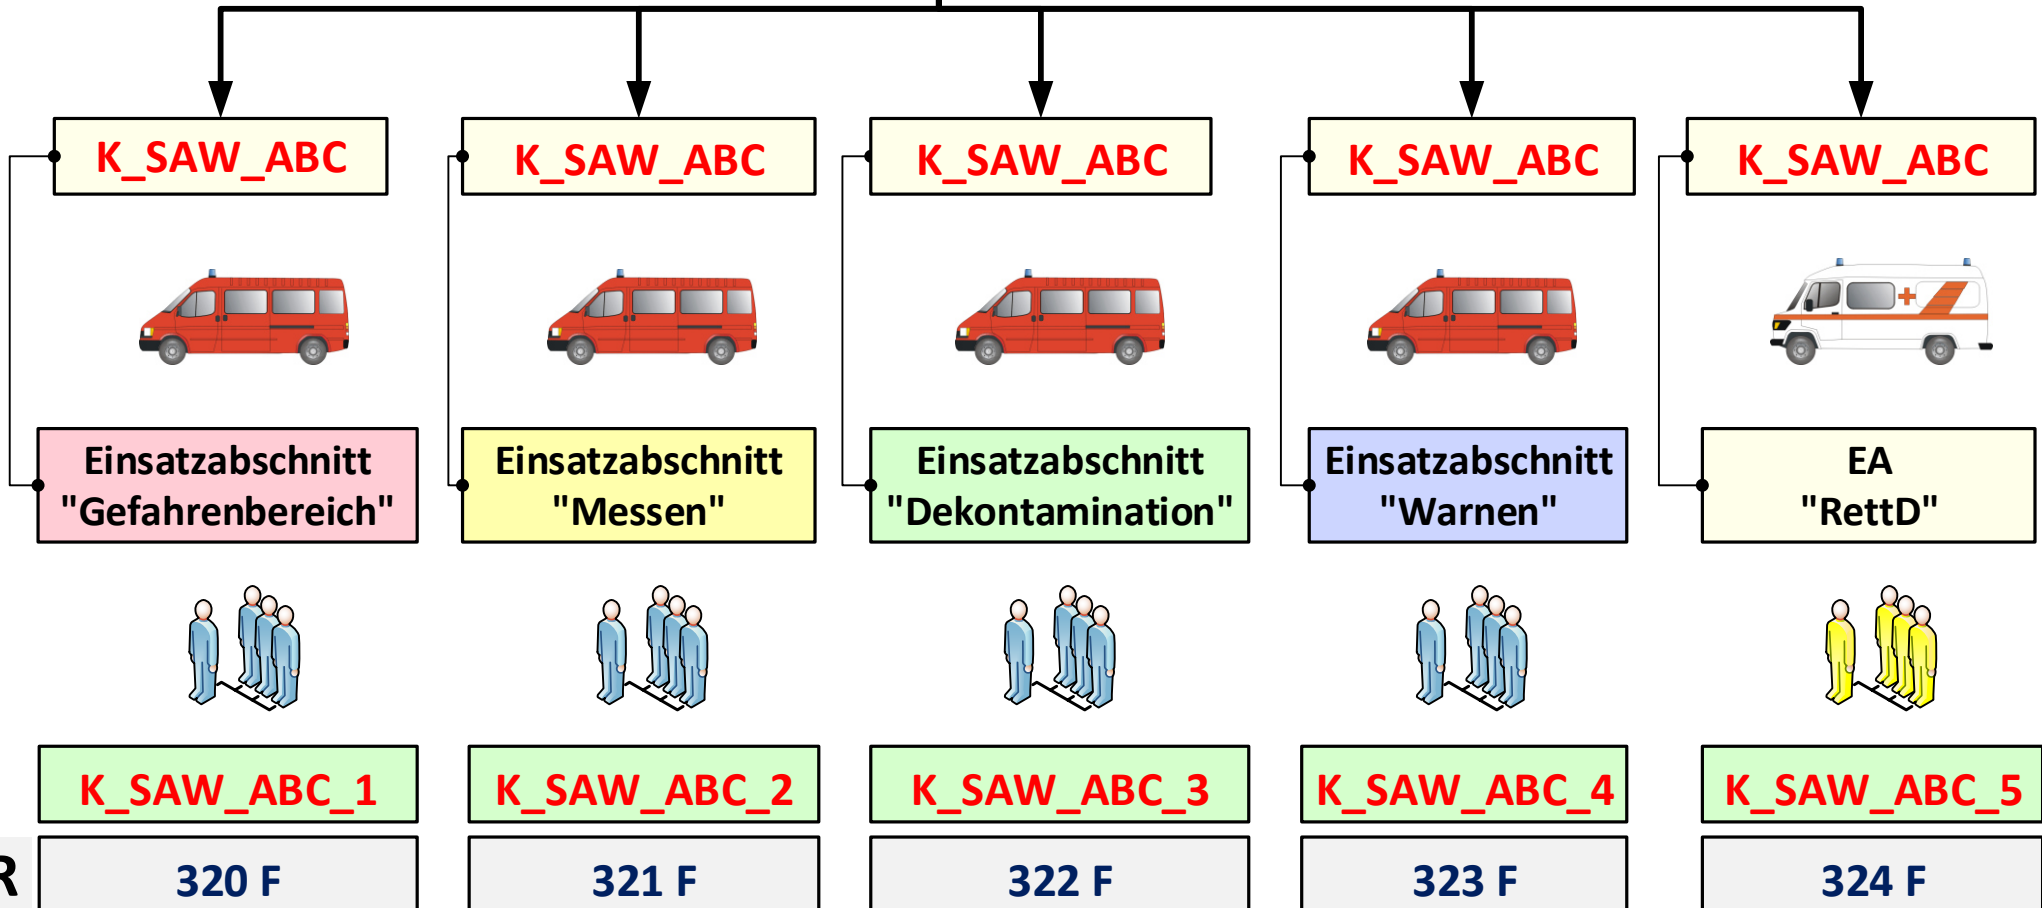 K_SAW_ABC
K_SAW_ABC
K_SAW_ABC
K_SAW_ABC
K_SAW_ABC
Einsatzabschnitt
"Gefahrenbereich"
Einsatzabschnitt
"Messen"
Einsatzabschnitt
"Dekontamination"
Einsatzabschnitt
"Warnen"
EA
"RettD"
K_SAW_ABC_1
K_SAW_ABC_2
K_SAW_ABC_3
K_SAW_ABC_4
K_SAW_ABC_5
R
320 F
321 F
322 F
323 F
324 F